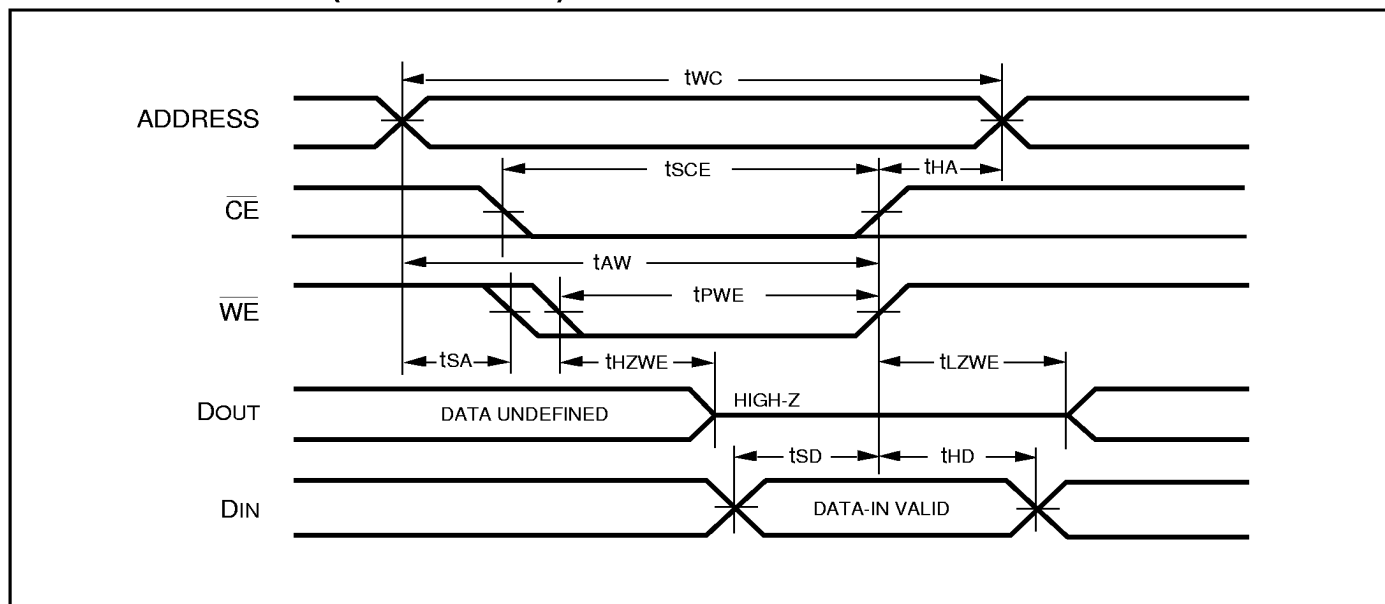 tWC
ADDRESS
tSCE
tHA
CE
tAW
tPWE
WE
tSA
tHZWE
tLZWE
DOUT
DATA UNDEFINED
HIGH-Z
tSD
tHD
DIN
DATA-IN VALID